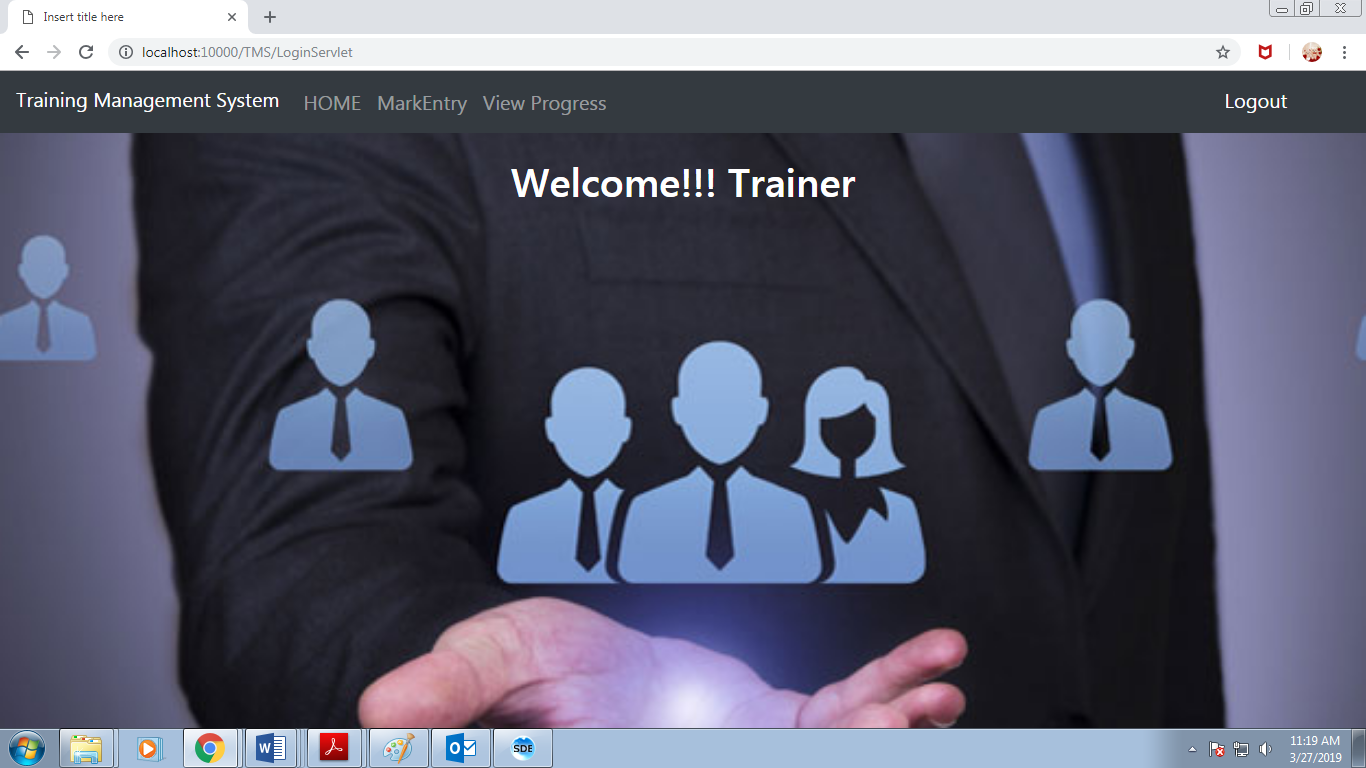 Insert title here
localhost:10000/TMS/LoginServlet
Training Management System HOME MarkEntry View Progress Logout
Welcome!!! Trainer
SDE
11:19 AM
3/27/2019